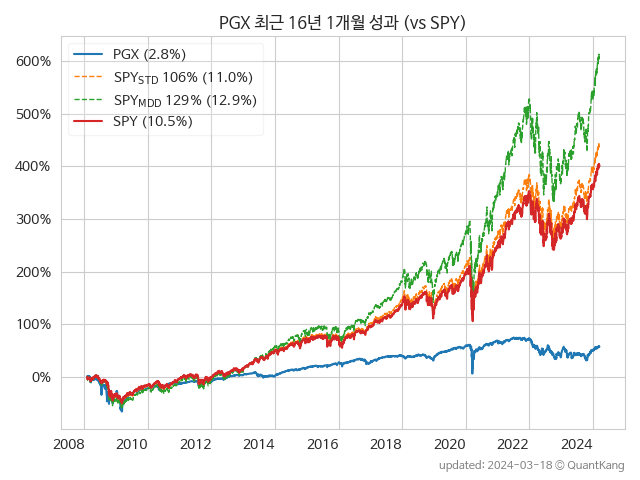 PGX 최근 16년 1개월 성과 (vs SPY)
PGX (2.8%)
SPY_STD 106% (11.0%)
SPY_MDD 129% (12.9%)
SPY (10.5%)
600%
500%
400%
300%
200%
100%
0%
2008 2010 2012 2014 2016 2018 2020 2022 2024
updated: 2024-03-18 © QuantKang